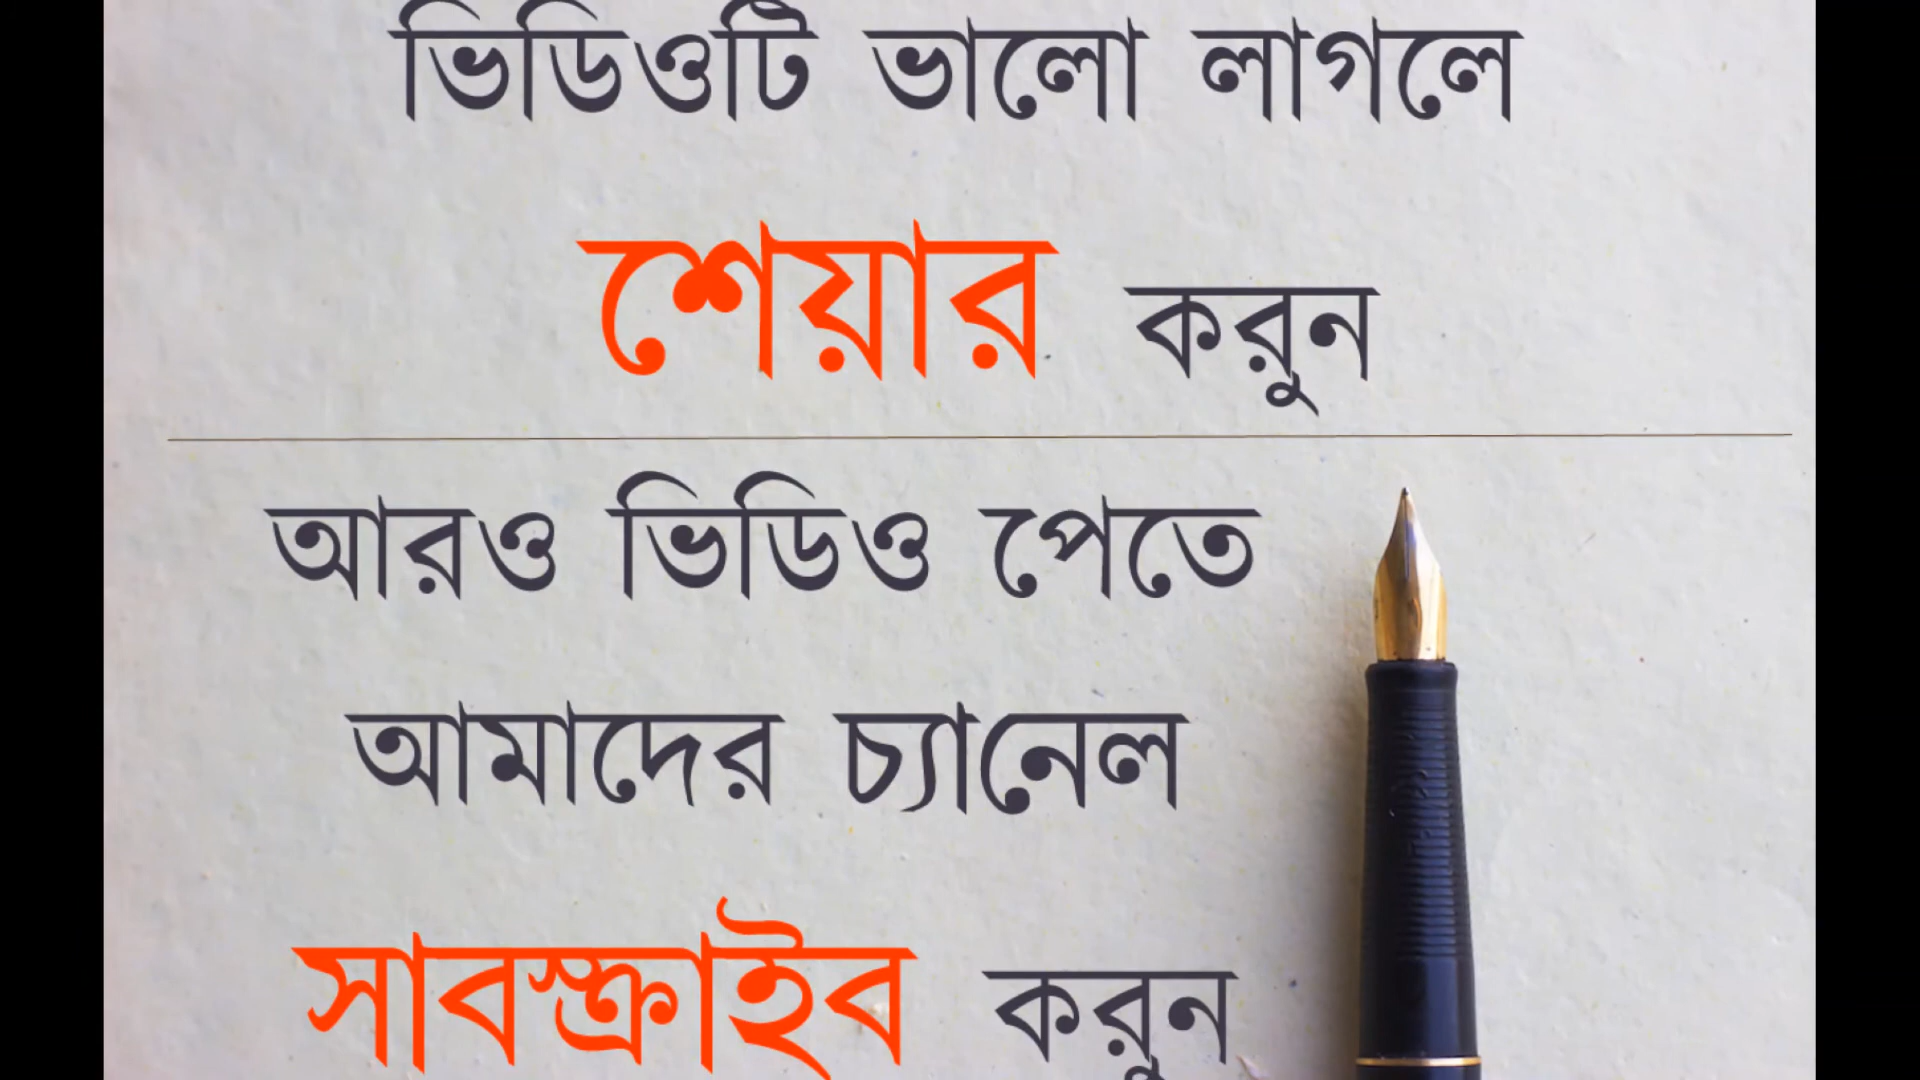 ভিডিওটি ভালো লাগলে
শেয়ার করুন
আরও ভিডিও পেতে
আমাদের চ্যানেল
সাবস্ক্রাইব করুন